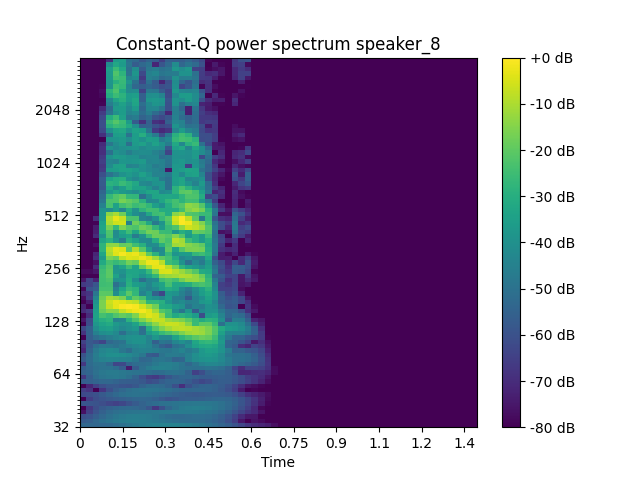 Constant-Q power spectrum speaker_8
+0 dB
2048
-10 dB
1024
-20 dB
512
-30 dB
Hz
-40 dB
256
-50 dB
128
-60 dB
64
-70 dB
32
-80 dB
0 0.15 0.3 0.45 0.6 0.75 0.9 1.1 1.2 1.4
Time